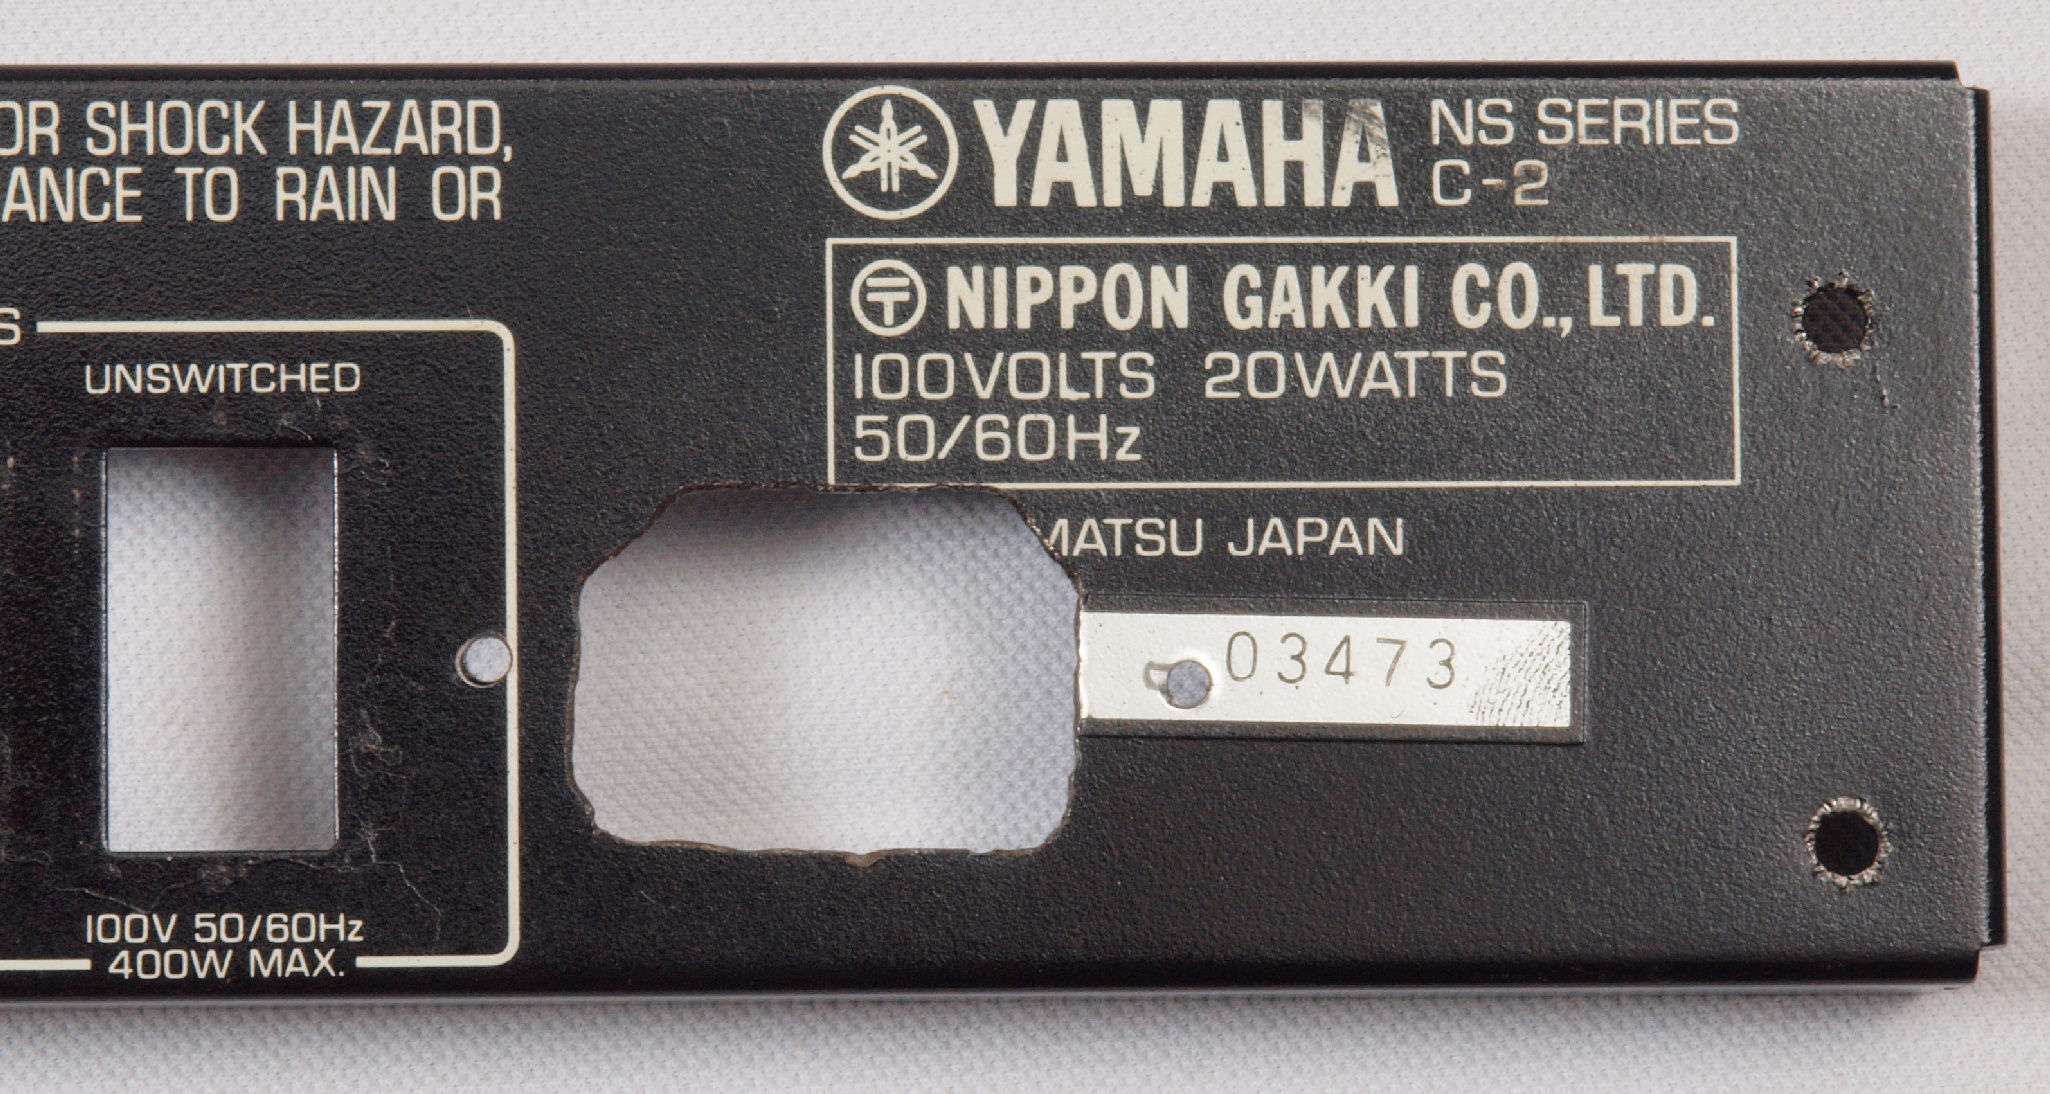 OR SHOCK HAZARD,
ANCE TO RAIN OR
S
UNSWITCHED
100V 50/60Hz
400W MAX.
YAMAHA NS SERIES
C-2
NIPPON GAKKI CO., LTD.
100VOLTS 20WATTS
50/60Hz
MATSU JAPAN
03473